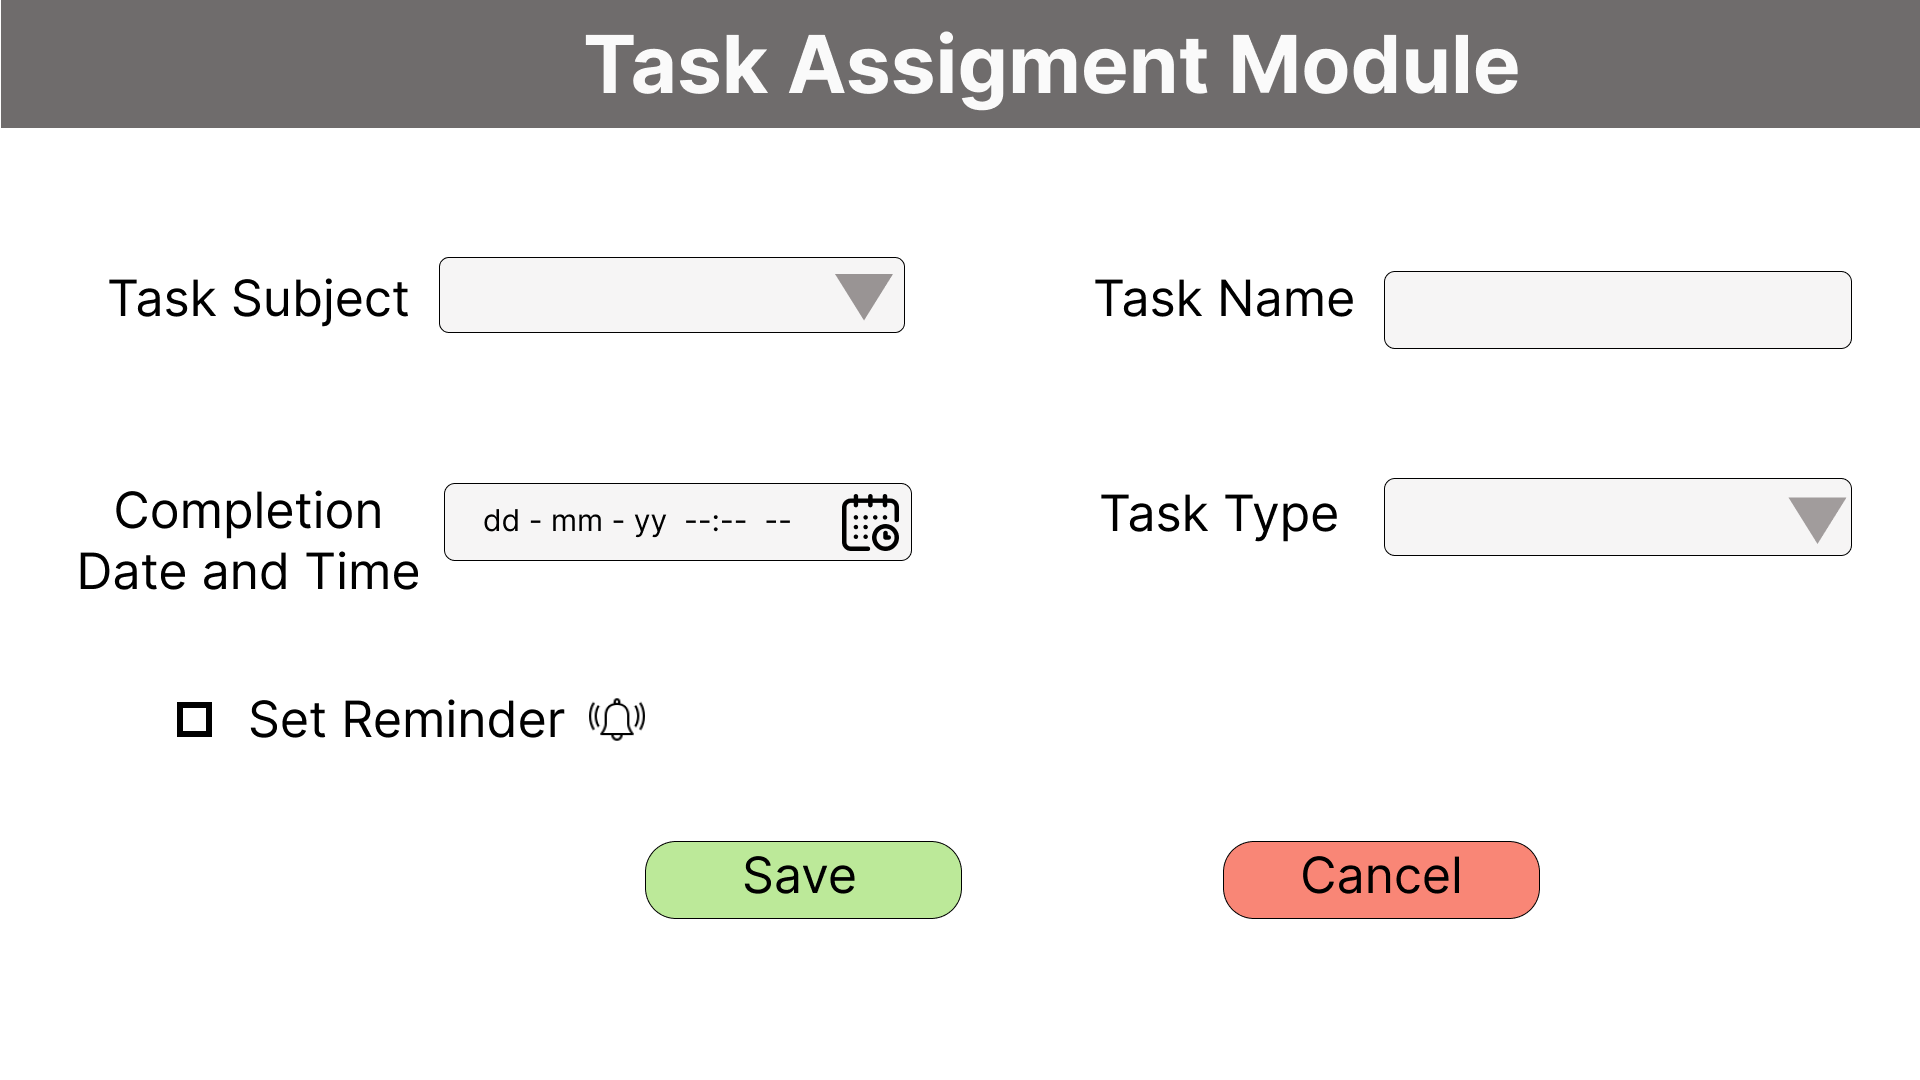 Task Assigment Module
Task Subject
Task Name
Completion
Date and Time
dd - mm - yy --:-- --
Task Type
Set Reminder
Save
Cancel